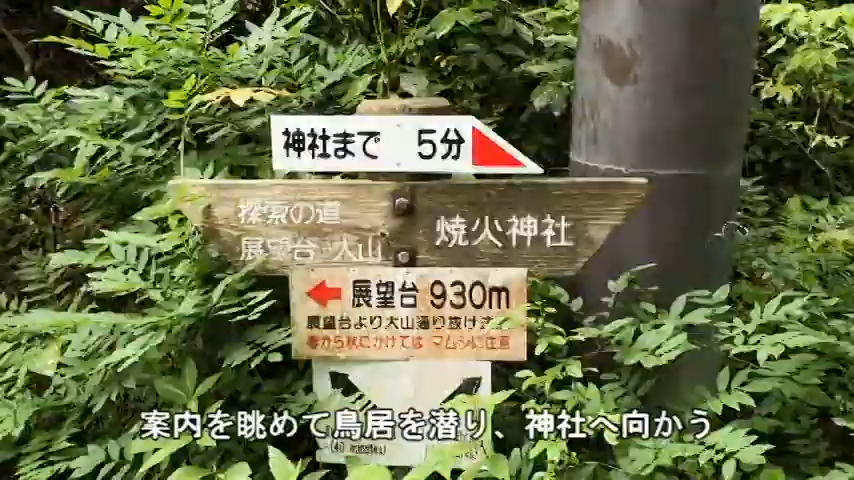 神社まで 5分
探索の道
展望台・大山
焼火神社
展望台 930m
展望台より大山通り抜け
春から秋にかけては マムシに注意
案内を眺めて鳥居を潜り、神社へ向かう